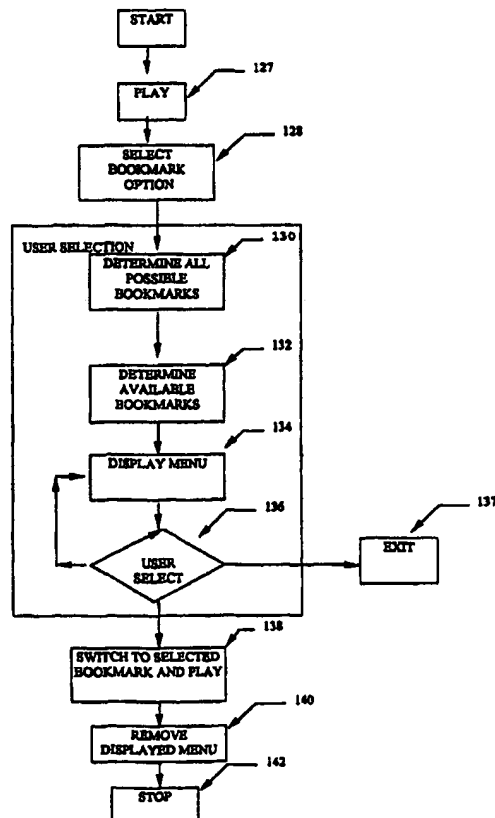 START
127
PLAY
128
SELECT
BOOKMARK
OPTION
USER SELECTION
130
DETERMINE ALL
POSSIBLE
BOOKMARKS
132
DETERMINE
AVAILABLE
BOOKMARKS
134
DISPLAY MENU
136
137
EXIT
USER
SELECT
138
SWITCH TO SELECTED
BOOKMARK AND PLAY
140
REMOVE
DISPLAYED MENU
142
STOP